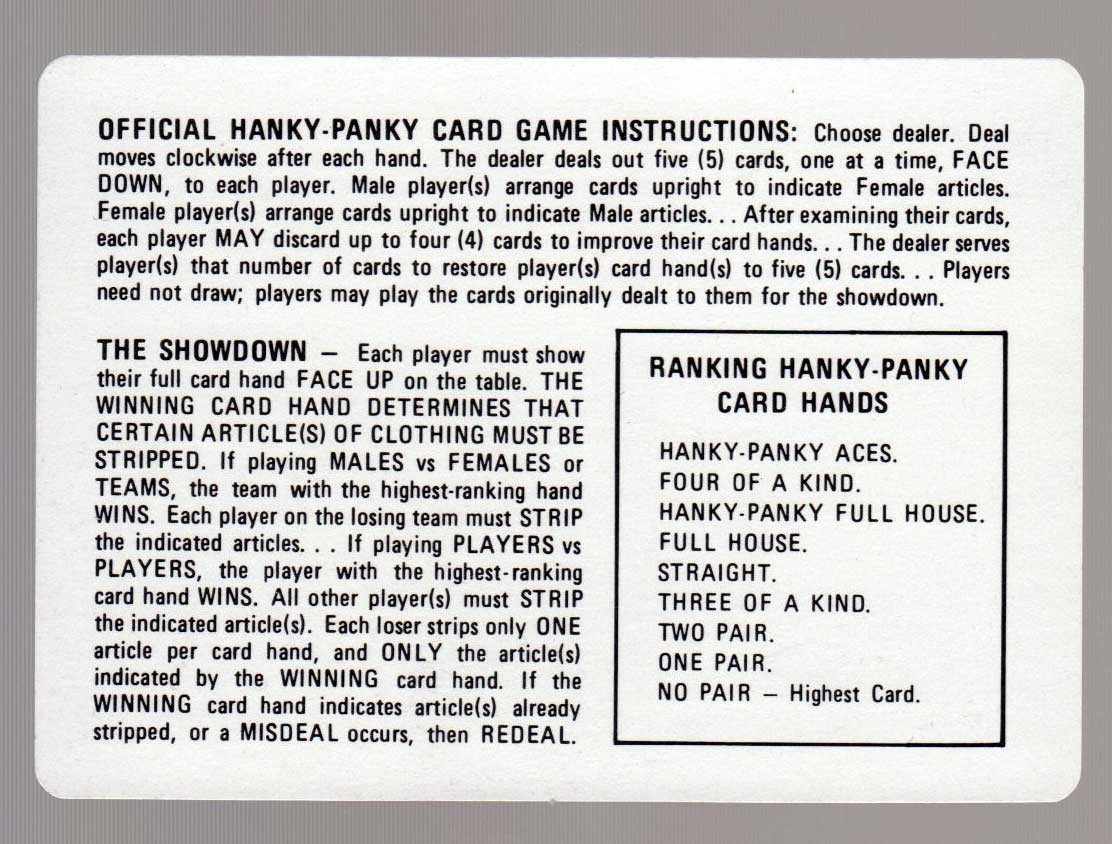 OFFICIAL HANKY-PANKY CARD GAME INSTRUCTIONS: Choose dealer. Deal
moves clockwise after each hand. The dealer deals out five (5) cards, one at a time, FACE
DOWN, to each player. Male player(s) arrange cards upright to indicate Female articles.
Female player(s) arrange cards upright to indicate Male articles. . . After examining their cards,
each player MAY discard up to four (4) cards to improve their card hands. . . The dealer serves
player(s) that number of cards to restore player(s) card hand(s) to five (5) cards. . . Players
need not draw; players may play the cards originally dealt to them for the showdown.
THE SHOWDOWN — Each player must show
their full card hand FACE UP on the table. THE
WINNING CARD HAND DETERMINES THAT
CERTAIN ARTICLE(S) OF CLOTHING MUST BE
STRIPPED. If playing MALES vs FEMALES or
TEAMS, the team with the highest-ranking hand
WINS. Each player on the losing team must STRIP
the indicated articles. . . If playing PLAYERS vs
PLAYERS, the player with the highest-ranking
card hand WINS. All other player(s) must STRIP
the indicated article(s). Each loser strips only ONE
article per card hand, and ONLY the article(s)
indicated by the WINNING card hand. If the
WINNING card hand indicates article(s) already
stripped, or a MISDEAL occurs, then REDEAL.
RANKING HANKY-PANKY
CARD HANDS
HANKY-PANKY ACES.
FOUR OF A KIND.
HANKY-PANKY FULL HOUSE.
FULL HOUSE.
STRAIGHT.
THREE OF A KIND.
TWO PAIR.
ONE PAIR.
NO PAIR — Highest Card.